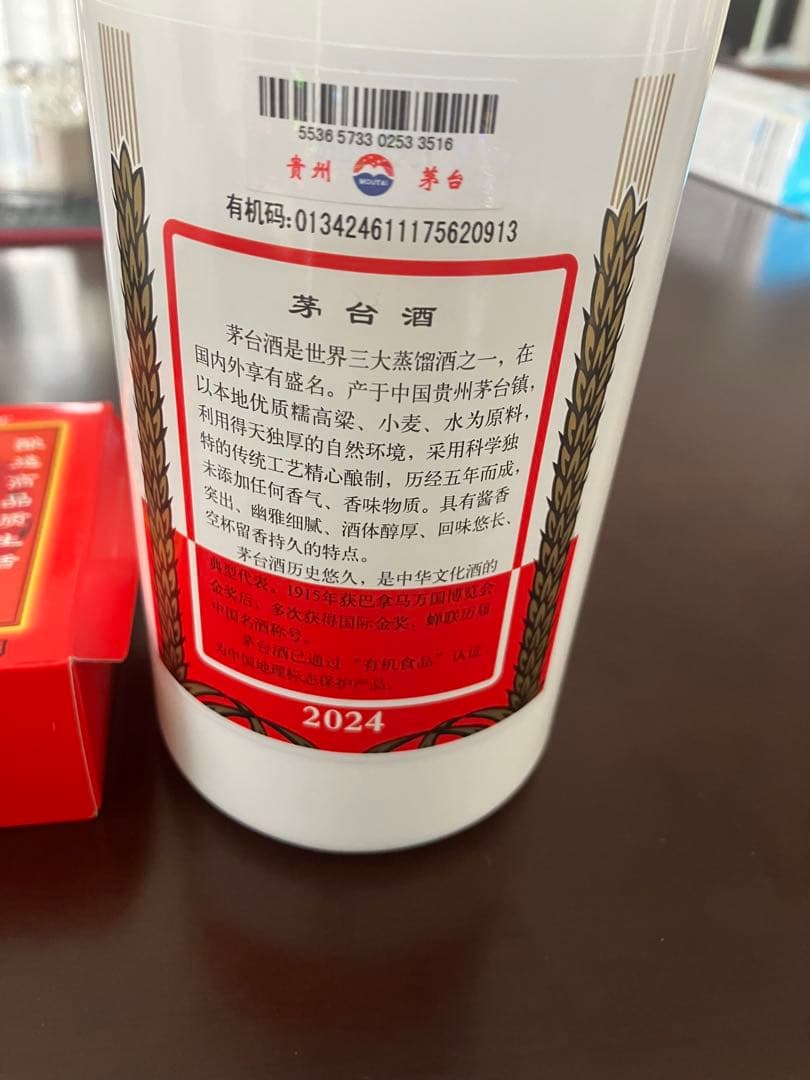 5536 5733 0253 3516
贵州 MOUTAI 茅台
有机码:013424611175620913
茅台酒
茅台酒是世界三大蒸馏酒之一，在
国内外享有盛名。产于中国贵州茅台镇，
以本地优质糯高粱、小麦、水为原料，
利用得天独厚的自然环境，采用科学独
特的传统工艺精心酿制，历经五年而成，
未添加任何香气、香味物质。具有酱香
突出、幽雅细腻、酒体醇厚、回味悠长、
空杯留香持久的特点。
茅台酒历史悠久，是中华文化酒的
典型代表。1915年获巴拿马万国博览会
金奖后，多次获得国际金奖，蝉联历届
中国名酒称号。
茅台酒已通过“有机食品”认证
为中国地理标志保护产品。
2024